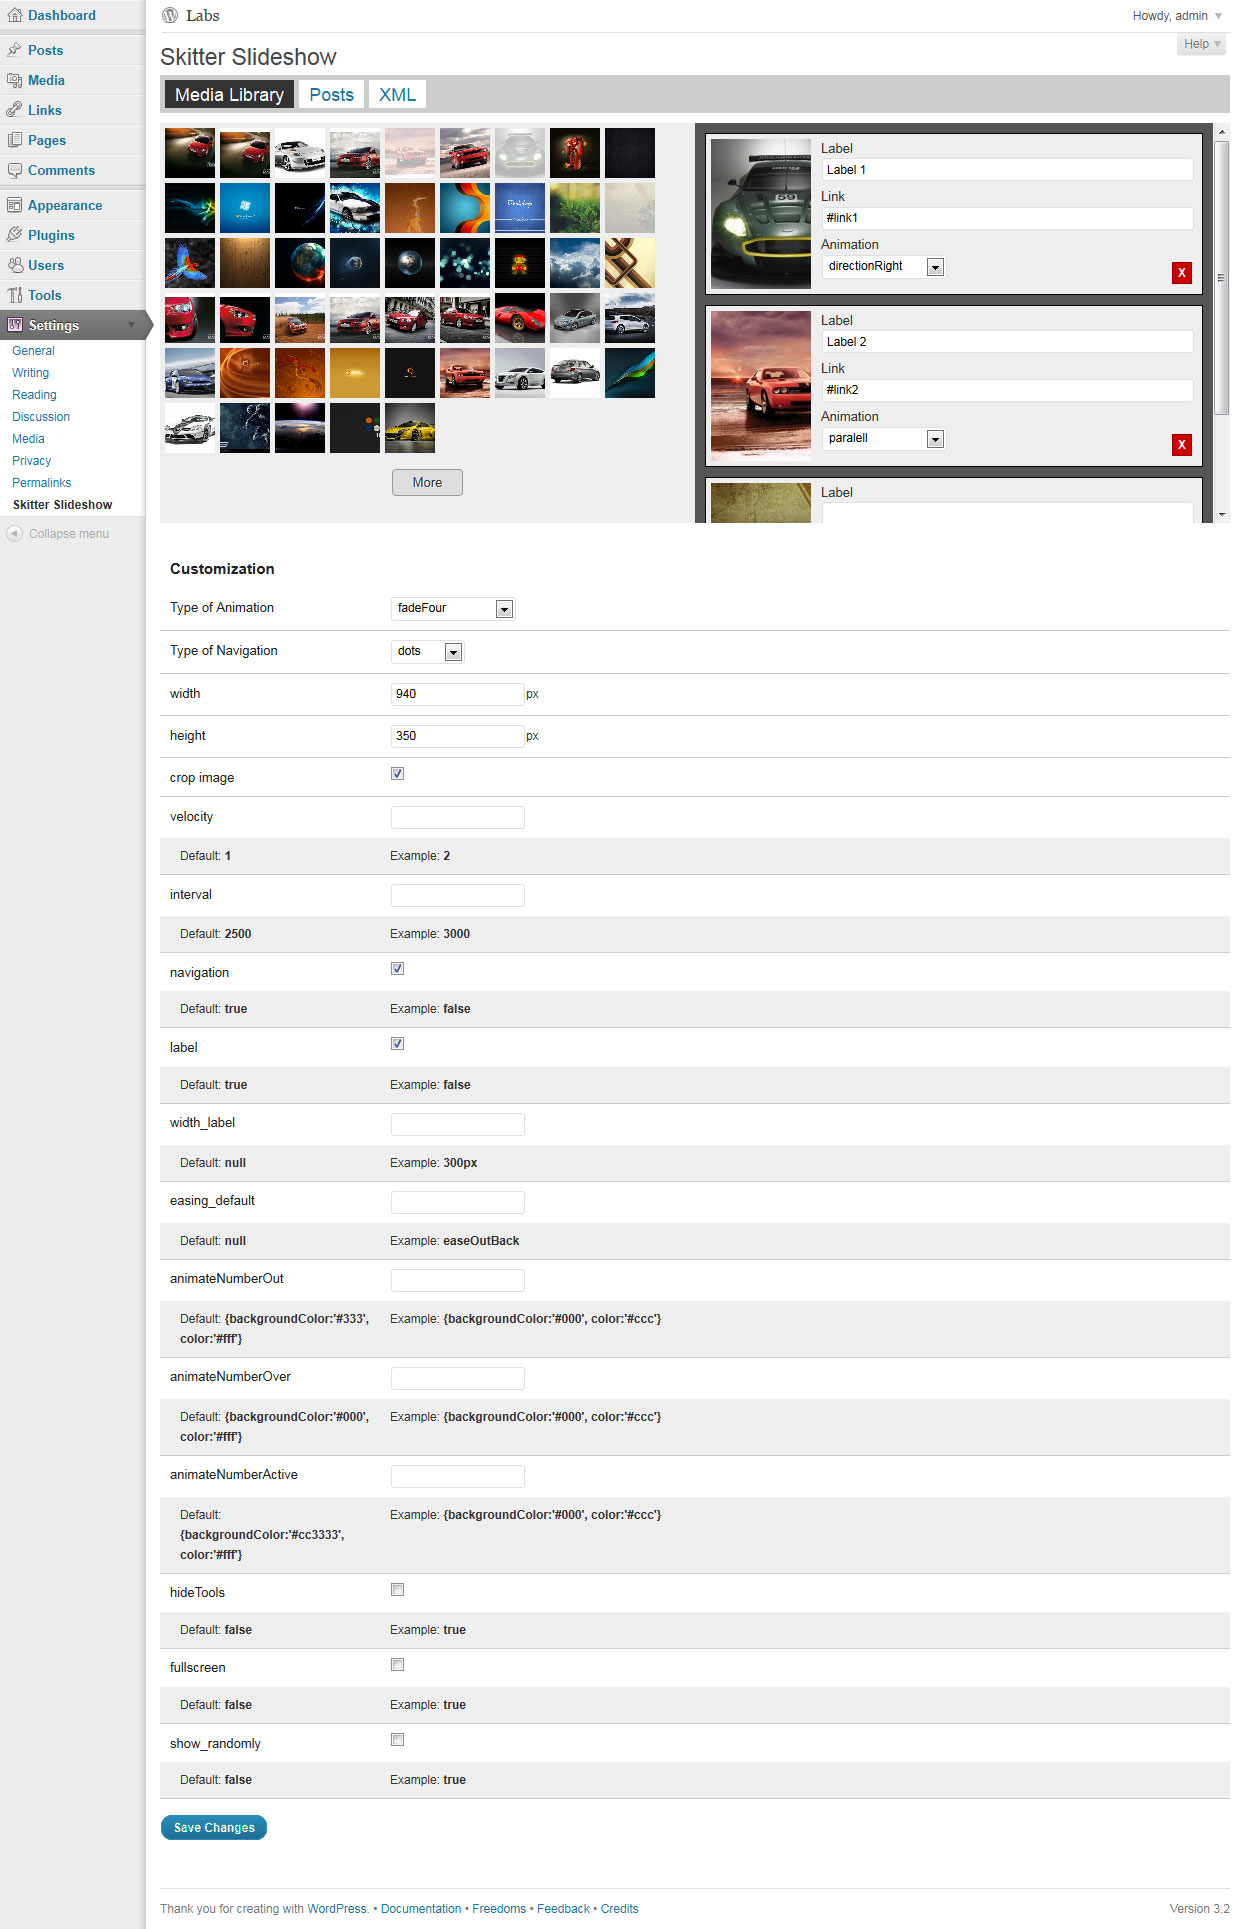 Dashboard
Posts
Media
Links
Pages
Comments
Appearance
Plugins
Users
Tools
Settings
General
Writing
Reading
Discussion
Media
Privacy
Permalinks
Skitter Slideshow
Collapse menu
Labs
Howdy, admin
Help
Skitter Slideshow
Media Library
Posts
XML
More
Label
Label 1
Link
#link1
Animation
directionRight
X
Label
Label 2
Link
#link2
Animation
paralell
X
Label
Customization
Type of Animation
fadeFour
Type of Navigation
dots
width
940
px
height
350
px
crop image
velocity
Default: 1
Example: 2
interval
Default: 2500
Example: 3000
navigation
Default: true
Example: false
label
Default: true
Example: false
width_label
Default: null
Example: 300px
easing_default
Default: null
Example: easeOutBack
animateNumberOut
Default: {backgroundColor:'#333',
color:'#fff'}
Example: {backgroundColor:'#000', color:'#ccc'}
animateNumberOver
Default: {backgroundColor:'#000',
color:'#fff'}
Example: {backgroundColor:'#000', color:'#ccc'}
animateNumberActive
Default:
{backgroundColor:'#cc3333',
color:'#fff'}
Example: {backgroundColor:'#000', color:'#ccc'}
hideTools
Default: false
Example: true
fullscreen
Default: false
Example: true
show_randomly
Default: false
Example: true
Save Changes
Thank you for creating with WordPress. • Documentation • Freedoms • Feedback • Credits
Version 3.2